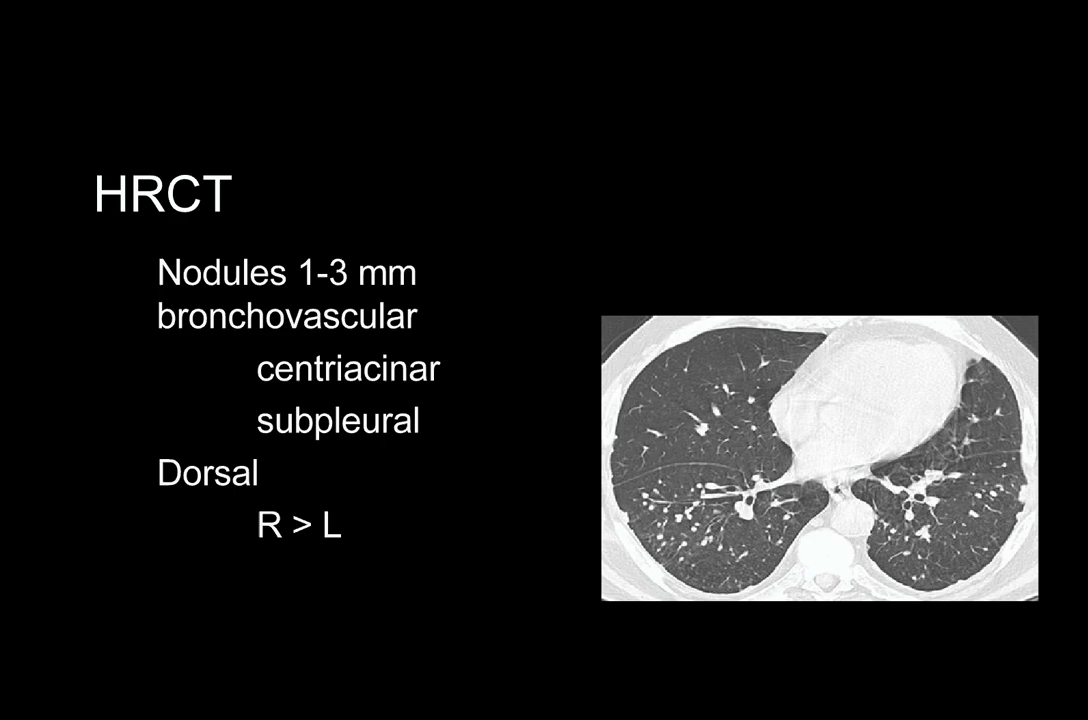 HRCT
Nodules 1-3 mm
bronchovascular
centriacinar
subpleural
Dorsal
R > L